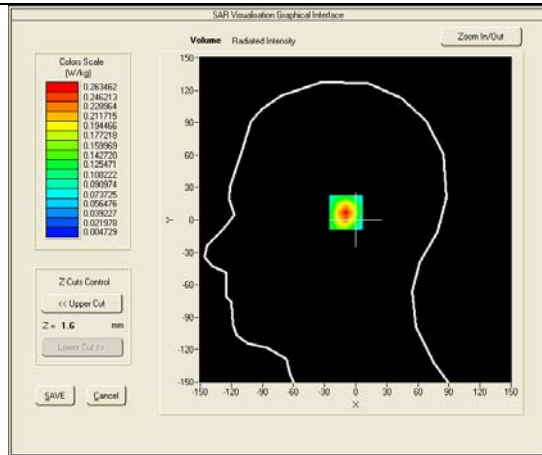 SAR Visualisation Graphical Interface
Volume Radiated Intensity
Zoom In/Out
Colors Scale
(W/kg)
0.263462
0.246213
0.228964
0.211715
0.194466
0.177218
0.159969
0.142720
0.125471
0.108222
0.090974
0.073725
0.056476
0.039227
0.021978
0.004729
Z Cuts Control
<< Upper Cut
Z = 1.6 mm
Lower Cut >>
SAVE Cancel
150
120
90
60
30
0
-30
-60
-90
-120
-150
Y
-150 -120 -90 -60 -30 0 30 60 90 120 150
X